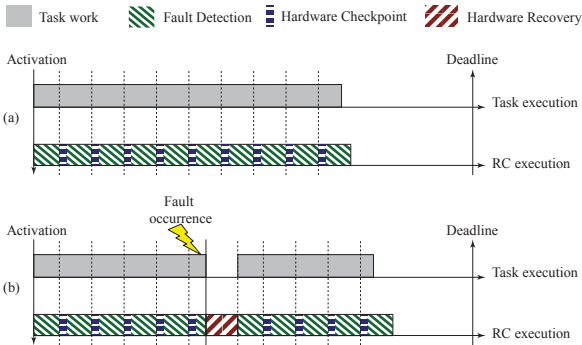 Task work
Fault Detection
Hardware Checkpoint
Hardware Recovery
Activation
Deadline
Task execution
(a)
RC execution
Fault
occurrence
Activation
Deadline
Task execution
(b)
RC execution